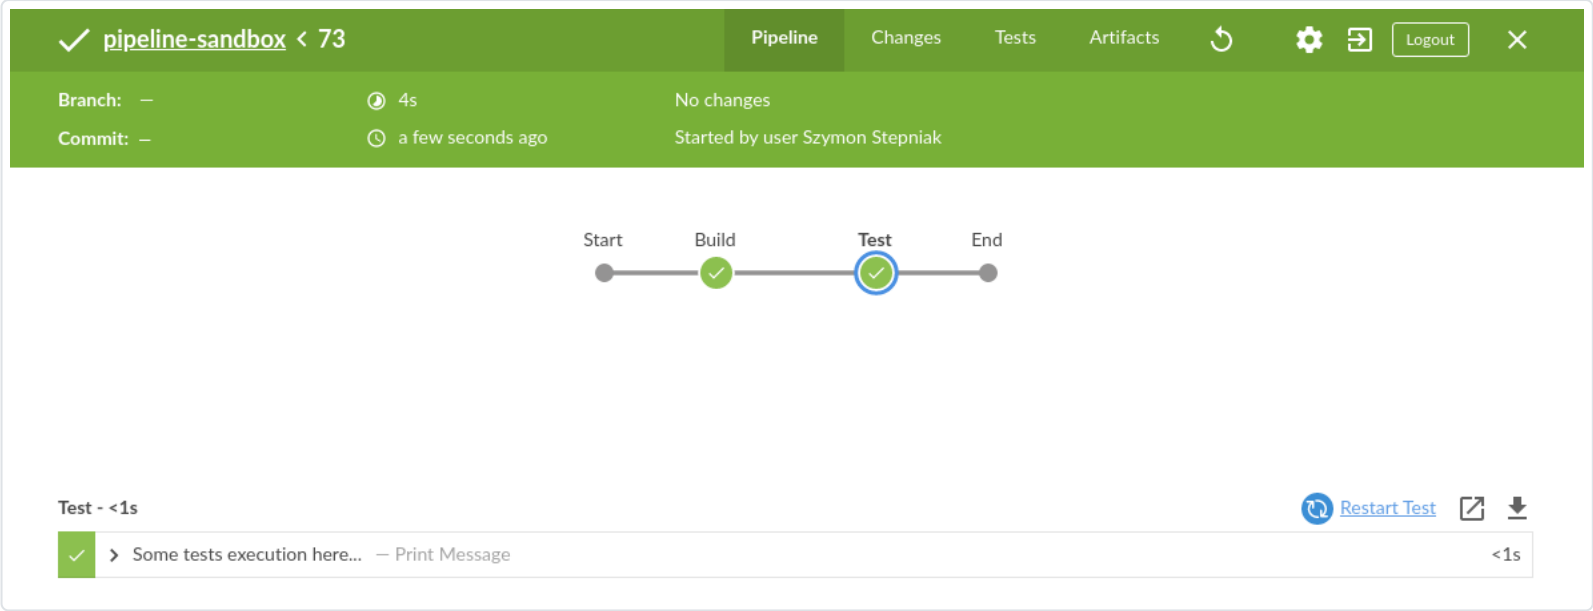 pipeline-sandbox < 73
Pipeline
Changes
Tests
Artifacts
Logout
Branch: —
4s
No changes
Commit: —
a few seconds ago
Started by user Szymon Stepniak
Start
Build
Test
End
Test - <1s
Restart Test
Some tests execution here... — Print Message
<1s